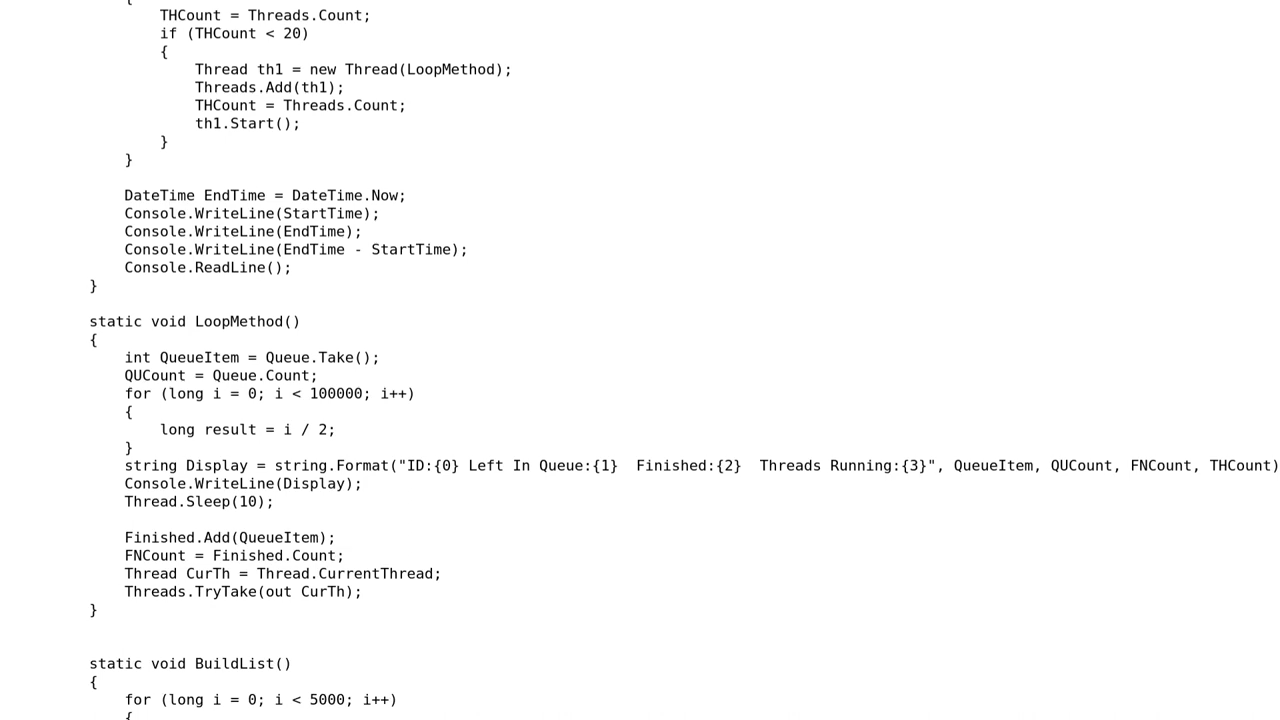 {
THCount = Threads.Count;
if (THCount < 20)
{
Thread th1 = new Thread(LoopMethod);
Threads.Add(th1);
THCount = Threads.Count;
th1.Start();
}
}
DateTime EndTime = DateTime.Now;
Console.WriteLine(StartTime);
Console.WriteLine(EndTime);
Console.WriteLine(EndTime - StartTime);
Console.ReadLine();
}
static void LoopMethod()
{
int QueueItem = Queue.Take();
QUCount = Queue.Count;
for (long i = 0; i < 100000; i++)
{
long result = i / 2;
}
string Display = string.Format("ID:{0} Left In Queue:{1}  Finished:{2}  Threads Running:{3}", QueueItem, QUCount, FNCount, THCount)
Console.WriteLine(Display);
Thread.Sleep(10);
Finished.Add(QueueItem);
FNCount = Finished.Count;
Thread CurTh = Thread.CurrentThread;
Threads.TryTake(out CurTh);
}
static void BuildList()
{
for (long i = 0; i < 5000; i++)
{